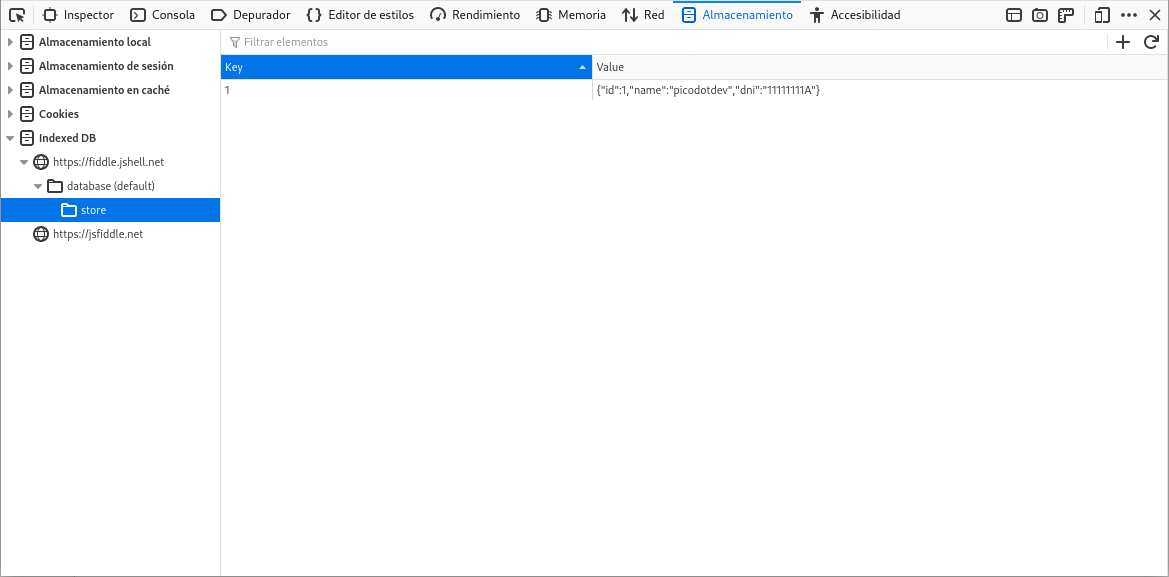 Inspector Consola Depurador Editor de estilos Rendimiento Memoria Red Almacenamiento Accesibilidad
Almacenamiento local
Almacenamiento de sesión
Almacenamiento en caché
Cookies
Indexed DB
https://fiddle.jshell.net
database (default)
store
https://jsfiddle.net
Filtrar elementos
Key Value
1 {"id":1,"name":"picodotdev","dni":"11111111A"}